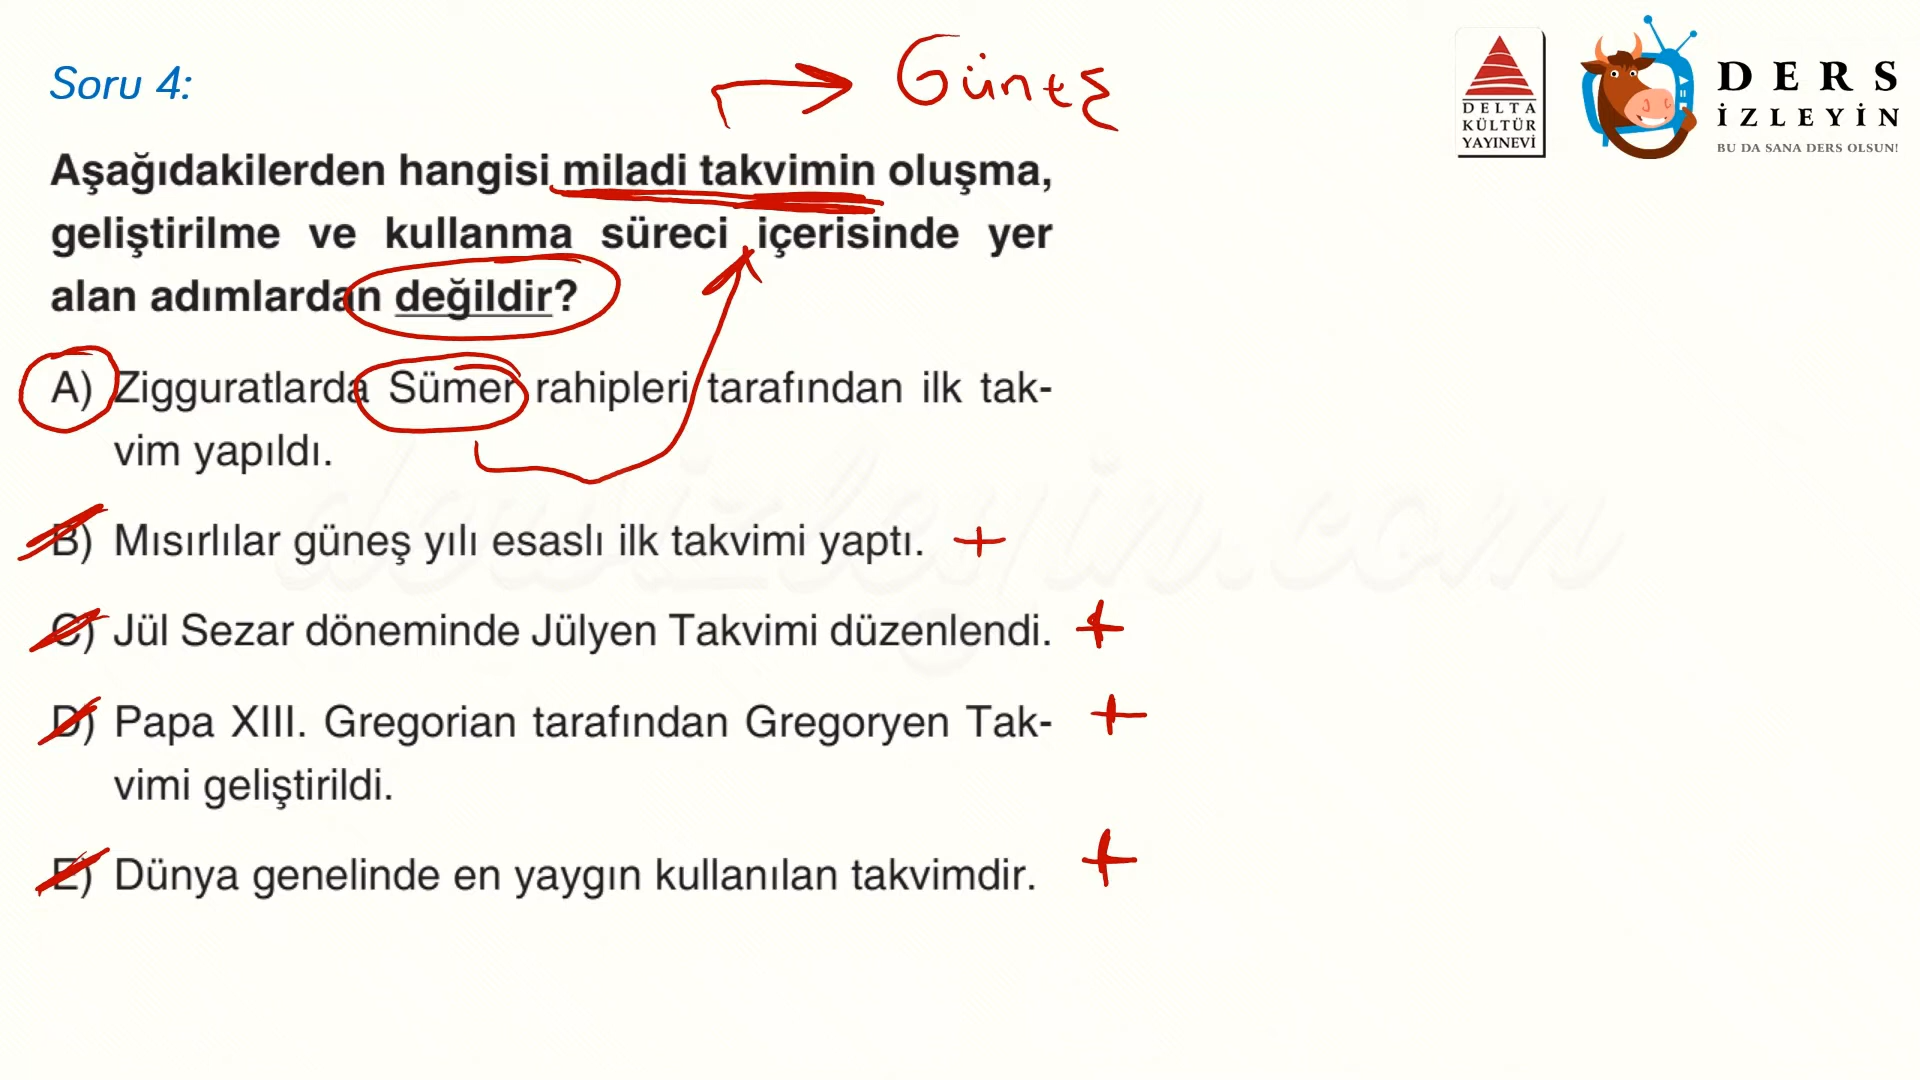 Soru 4:
Güneş
DELTA
KÜLTÜR
YAYINEVİ
DERS
İZLEYİN
BU DA SANA DERS OLSUN!
Aşağıdakilerden hangisi miladi takvimin oluşma,
geliştirilme ve kullanma süreci içerisinde yer
alan adımlardan değildir?
A) Zigguratlarda Sümer rahipleri tarafından ilk tak-
vim yapıldı.
B) Mısırlılar güneş yılı esaslı ilk takvimi yaptı. +
C) Jül Sezar döneminde Jülyen Takvimi düzenlendi. +
D) Papa XIII. Gregorian tarafından Gregoryen Tak- +
vimi geliştirildi.
E) Dünya genelinde en yaygın kullanılan takvimdir. +
dersizleyin.com